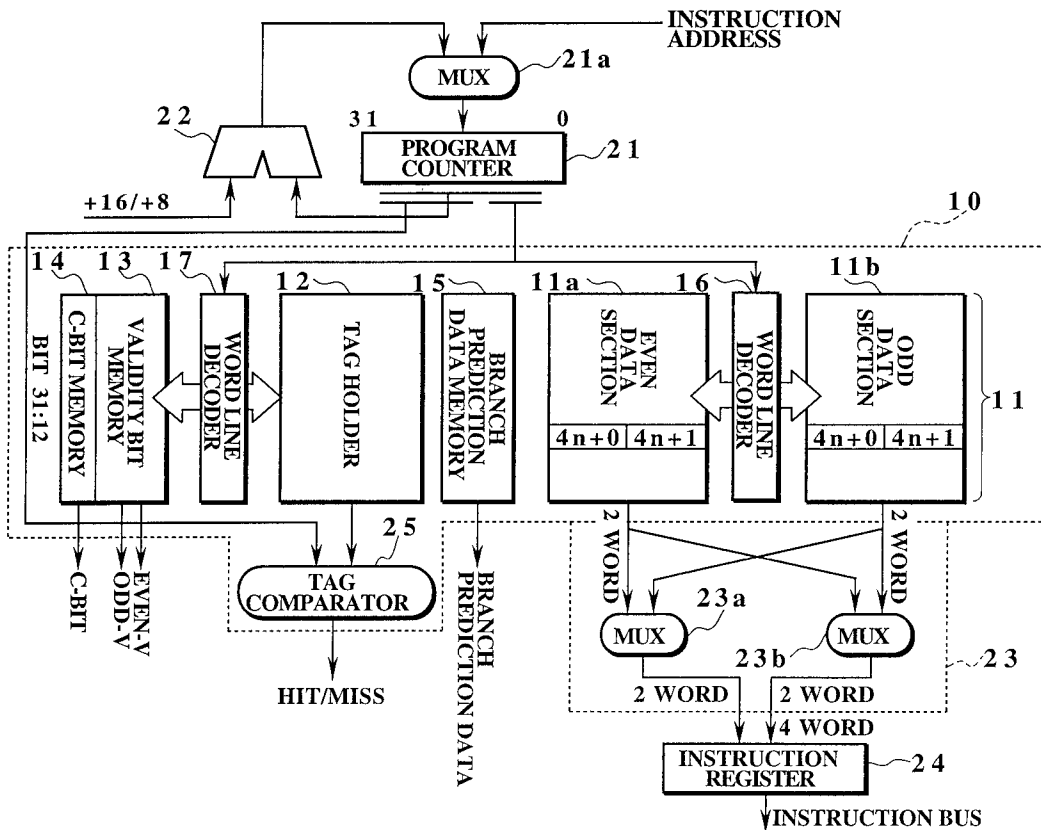 INSTRUCTION
ADDRESS
MUX
21a
22
31
0
PROGRAM
COUNTER
21
+16/+8
10
14
13
17
12
15
11a
16
11b
BIT 31:12
C-BIT MEMORY
VALIDITY BIT
MEMORY
WORD LINE
DECODER
TAG HOLDER
BRANCH
PREDICTION
DATA MEMORY
EVEN
DATA
SECTION
WORD LINE
DECODER
ODD
DATA
SECTION
11
4n+0
4n+1
4n+0
4n+1
2 WORD
2 WORD
C-BIT
ODD-V
EVEN-V
25
TAG
COMPARATOR
HIT/MISS
BRANCH
PREDICTION DATA
23a
MUX
23b
MUX
23
2 WORD
2 WORD
4 WORD
INSTRUCTION
REGISTER
24
INSTRUCTION BUS